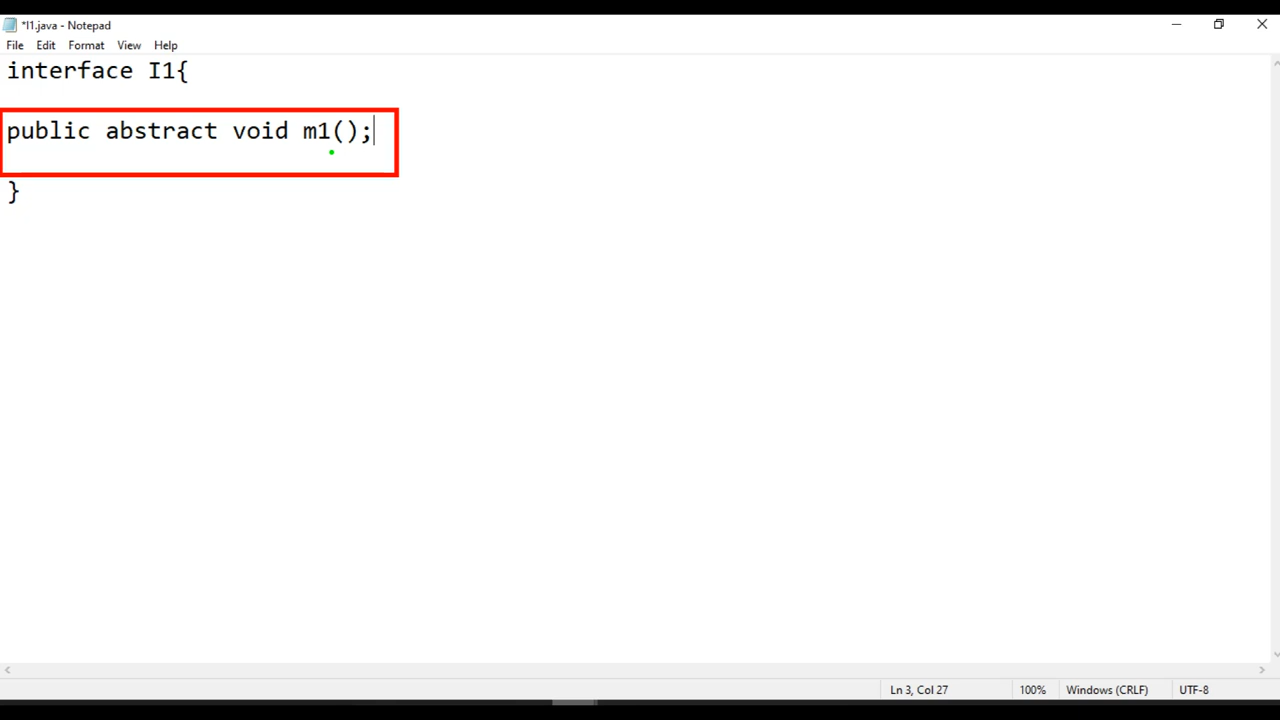 *I1.java - Notepad
File Edit Format View Help
interface I1{
public abstract void m1();
}
Ln 3, Col 27 100% Windows (CRLF) UTF-8